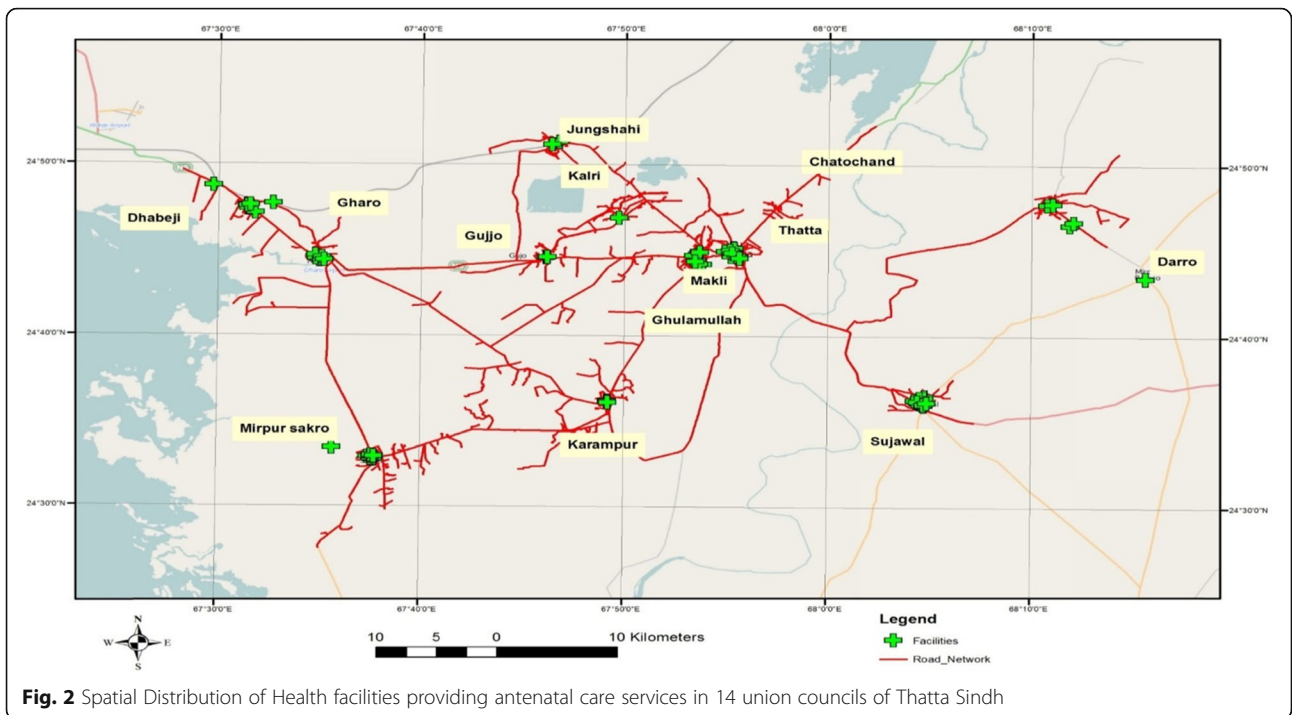 67°30'0"E 67°40'0"E 67°50'0"E 68°0'0"E 68°10'0"E
Jungshahi
24°50'0"N 24°50'0"N
Chatochand
Kalri
Gharo
Dhabeji
Thatta
Gujjo
Gujo
Darro
Makli
Ghulamullah
24°40'0"N 24°40'0"N
Mirpur sakro
Karampur
Sujawal
24°30'0"N 24°30'0"N
67°30'0"E 67°40'0"E 67°50'0"E 68°0'0"E 68°10'0"E
N
W E
S
10 5 0 10 Kilometers
Legend
Facilities
Road_Network
Fig. 2 Spatial Distribution of Health facilities providing antenatal care services in 14 union councils of Thatta Sindh